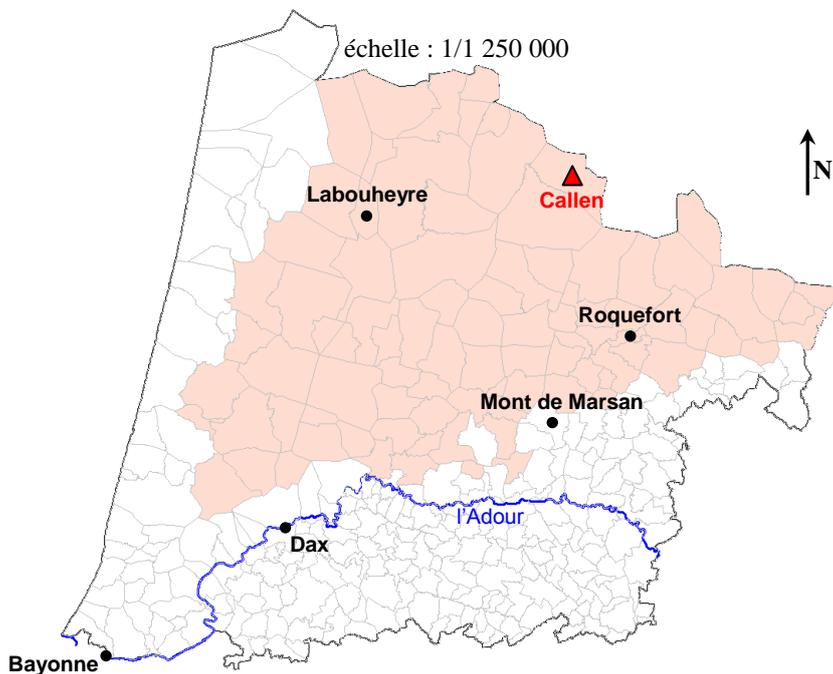 échelle : 1/1 250 000
N
Labouheyre
Callen
Roquefort
Mont de Marsan
l'Adour
Dax
Bayonne